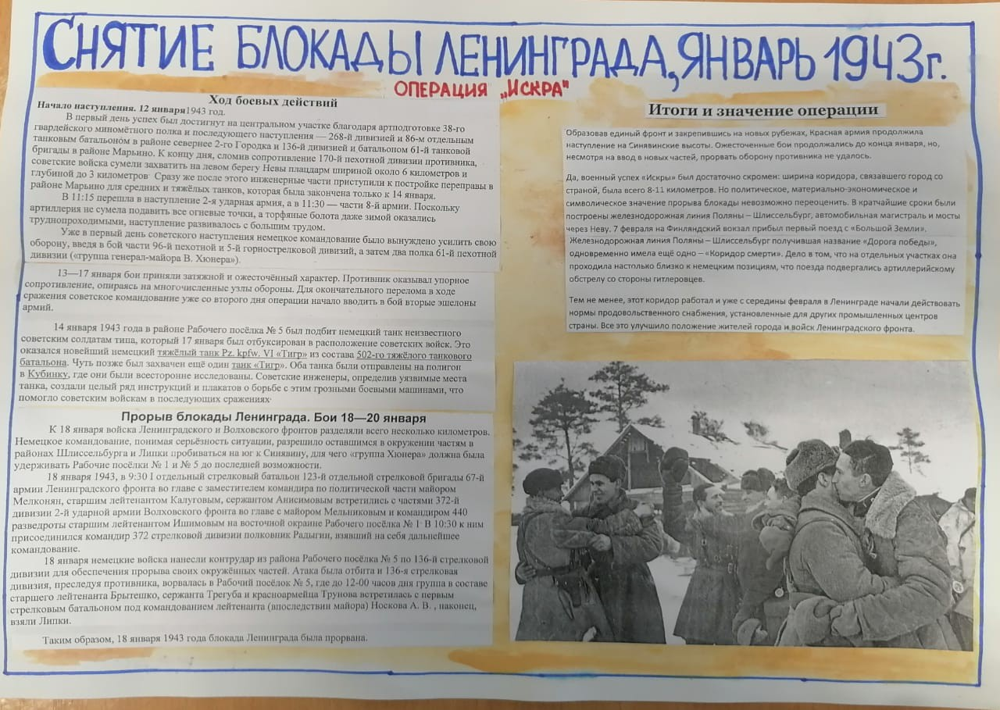 СНЯТИЕ БЛОКАДЫ ЛЕНИНГРАДА, ЯНВАРЬ 1943г.
ОПЕРАЦИЯ „ИСКРА"
Ход боевых действий
Начало наступления. 12 января1943 год.
В первый день успех был достигнут на центральном участке благодаря артподготовке 38-го
гвардейского миномётного полка и последующего наступления — 268-й дивизией и 86-м отдельным
танковым батальоном в районе севернее 2-го Городка и 136-й дивизией и батальоном 61-й танковой
бригады в районе Марьино. К концу дня, сломив сопротивление 170-й пехотной дивизии противника,
советские войска сумели захватить на левом берегу Невы плацдарм шириной около 6 километров и
глубиной до 3 километров Сразу же после этого инженерные части приступили к постройке переправы в
районе Марьино для средних и тяжёлых танков, которая была закончена только к 14 января.
В 11:15 перешла в наступление 2-я ударная армия, а в 11:30 — части 8-й армии. Поскольку
артиллерия не сумела подавить все огневые точки, а торфяные болота даже зимой оказались
труднопроходимыми, наступление развивалось с большим трудом.
Уже в первый день советского наступления немецкое командование было вынуждено усилить свою
оборону, введя в бой части 96-й пехотной и 5-й горнострелковой дивизий, а затем два полка 61-й пехотной
дивизии («группа генерал-майора В. Хюнера»).
13—17 января бои приняли затяжной и ожесточённый характер. Противник оказывал упорное
сопротивление, опираясь на многочисленные узлы обороны. Для окончательного перелома в ходе
сражения советское командование уже со второго дня операции начало вводить в бой вторые эшелоны
армий.
14 января 1943 года в районе Рабочего посёлка № 5 был подбит немецкий танк неизвестного
советским солдатам типа, который 17 января был отбуксирован в расположение советских войск. Это
оказался новейший немецкий тяжёлый танк Pz. kpfw. VI «Тигр» из состава 502-го тяжёлого танкового
батальона. Чуть позже был захвачен ещё один танк «Тигр». Оба танка были отправлены на полигон
в Кубинку, где они были всесторонне исследованы. Советские инженеры, определив уязвимые места
танка, создали целый ряд инструкций и плакатов о борьбе с этим грозными боевыми машинами, что
помогло советским войскам в последующих сражениях.
Прорыв блокады Ленинграда. Бои 18—20 января
К 18 января войска Ленинградского и Волховского фронтов разделяли всего несколько километров.
Немецкое командование, понимая серьёзность ситуации, разрешило оставшимся в окружении частям в
районах Шлиссельбурга и Липки пробиваться на юг к Синявину, для чего «группа Хюнера» должна была
удерживать Рабочие посёлки № 1 и № 5 до последней возможности.
18 января 1943, в 9:30 1 отдельный стрелковый батальон 123-й отдельной стрелковой бригады 67-й
армии Ленинградского фронта во главе с заместителем командира по политической части майором
Мелконян, старшим лейтенантом Калуговым, сержантом Анисимовым встретились с частями 372-й
дивизии 2-й ударной армии Волховского фронта во главе с майором Мельниковым и командиром 440
разведроты старшим лейтенантом Ишимовым на восточной окраине Рабочего посёлка № 1 В 10:30 к ним
присоединился командир 372 стрелковой дивизии полковник Радыгин, взявший на себя дальнейшее
командование.
18 января немецкие войска нанесли контрудар из района Рабочего посёлка № 5 по 136-й стрелковой
дивизии для обеспечения прорыва своих окружённых частей. Атака была отбита и 136-я стрелковая
дивизия, преследуя противника, ворвалась в Рабочий посёлок № 5, где до 12-00 часов дня группа в составе
старшего лейтенанта Брытешко, сержанта Трегуба и красноармейца Трунова встретилась с первым
стрелковым батальоном под командованием лейтенанта (впоследствии майора) Носкова А. В. , наконец,
взяли Липки.
Таким образом, 18 января 1943 года блокада Ленинграда была прорвана.
Итоги и значение операции
Образовав единый фронт и закрепившись на новых рубежах, Красная армия продолжила
наступление на Синявинские высоты. Ожесточенные бои продолжались до конца января, но,
несмотря на ввод в новых частей, прорвать оборону противника не удалось.
Да, военный успех «Искры» был достаточно скромен: ширина коридора, связавшего город со
страной, была всего 8-11 километров. Но политическое, материально-экономическое и
символическое значение прорыва блокады невозможно переоценить. В кратчайшие сроки были
построены железнодорожная линия Поляны – Шлиссельбург, автомобильная магистраль и мосты
через Неву. 7 февраля на Финляндский вокзал прибыл первый поезд с «Большой Земли».
Железнодорожная линия Поляны – Шлиссельбург получившая название «Дорога победы»,
одновременно имела ещё одно – «Коридор смерти». Дело в том, что на отдельных участках она
проходила настолько близко к немецким позициям, что поезда подвергались артиллерийскому
обстрелу со стороны гитлеровцев.
Тем не менее, этот коридор работал и уже с середины февраля в Ленинграде начали действовать
нормы продовольственного снабжения, установленные для других промышленных центров
страны. Все это улучшило положение жителей города и войск Ленинградского фронта.